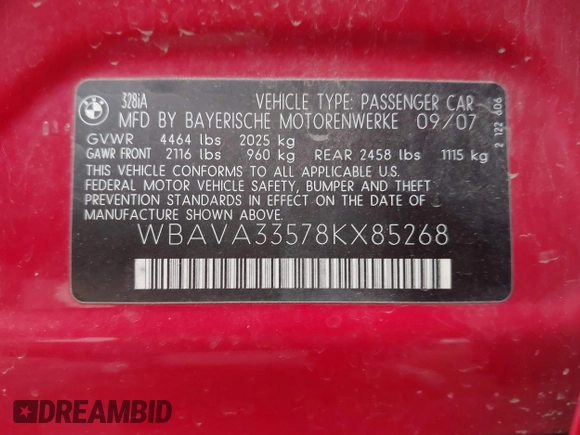 BMW
328iA
VEHICLE TYPE: PASSENGER CAR
MFD BY BAYERISCHE MOTORENWERKE 09/07
GVWR 4464 lbs 2025 kg
GAWR FRONT 2116 lbs 960 kg REAR 2458 lbs 1115 kg
THIS VEHICLE CONFORMS TO ALL APPLICABLE U.S.
FEDERAL MOTOR VEHICLE SAFETY, BUMPER AND THEFT
PREVENTION STANDARDS IN EFFECT ON THE DATE OF
MANUFACTURE SHOWN ABOVE.
WBAVA33578KX85268
2 122 606
DREAMBID